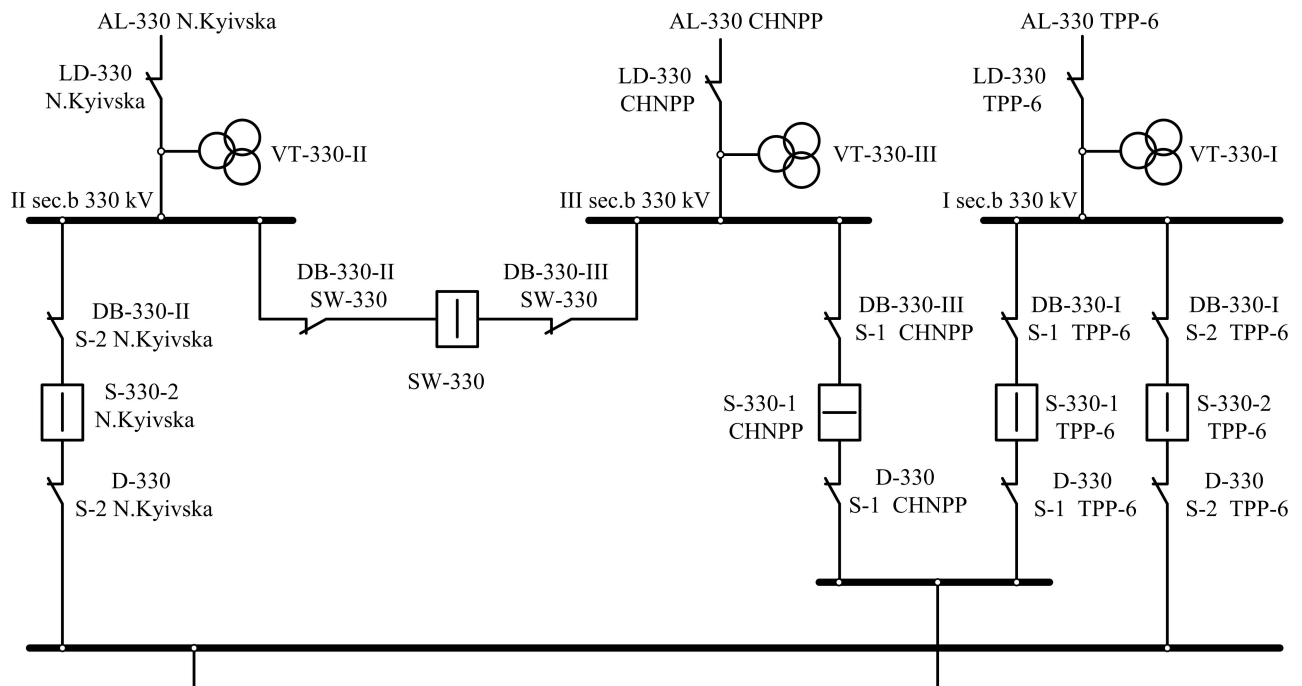 AL-330 N.Kyivska
AL-330 CHNPP
AL-330 TPP-6
LD-330
N.Kyivska
LD-330
CHNPP
LD-330
TPP-6
VT-330-II
VT-330-III
VT-330-I
II sec.b 330 kV
III sec.b 330 kV
I sec.b 330 kV
DB-330-II
SW-330
DB-330-III
SW-330
SW-330
DB-330-II
S-2 N.Kyivska
DB-330-III
S-1 CHNPP
DB-330-I
S-1 TPP-6
DB-330-I
S-2 TPP-6
S-330-2
N.Kyivska
S-330-1
CHNPP
S-330-1
TPP-6
S-330-2
TPP-6
D-330
S-2 N.Kyivska
D-330
S-1 CHNPP
D-330
S-1 TPP-6
D-330
S-2 TPP-6